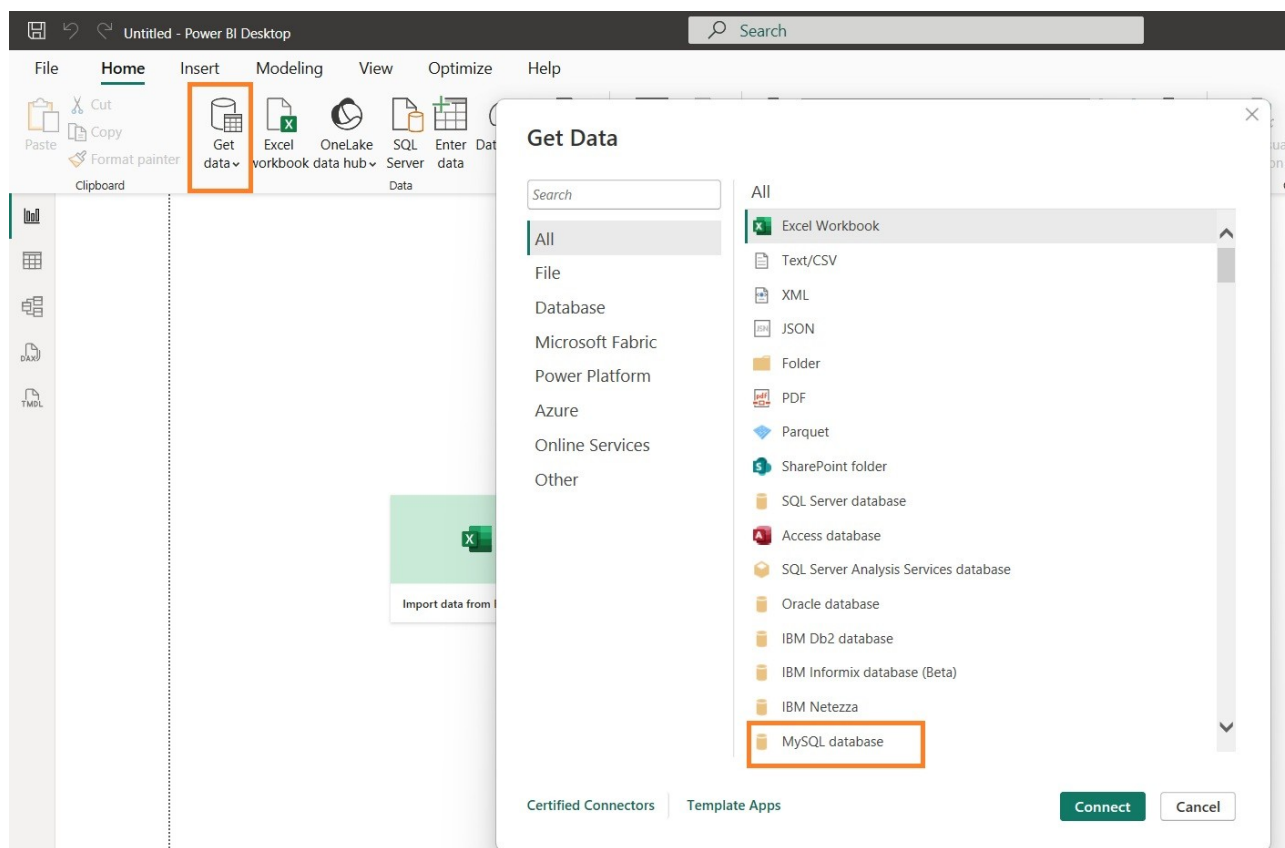 Untitled - Power BI Desktop
Search
File Home Insert Modeling View Optimize Help
Paste
Cut
Copy
Format painter
Clipboard
Get data
Excel workbook
OneLake data hub
SQL Server
Enter data
Dat
Data
DAX
TMDL
Import data from
Get Data
Search
All
File
Database
Microsoft Fabric
Power Platform
Azure
Online Services
Other
All
Excel Workbook
Text/CSV
XML
JSON
Folder
PDF
Parquet
SharePoint folder
SQL Server database
Access database
SQL Server Analysis Services database
Oracle database
IBM Db2 database
IBM Informix database (Beta)
IBM Netezza
MySQL database
Certified Connectors Template Apps
Connect Cancel